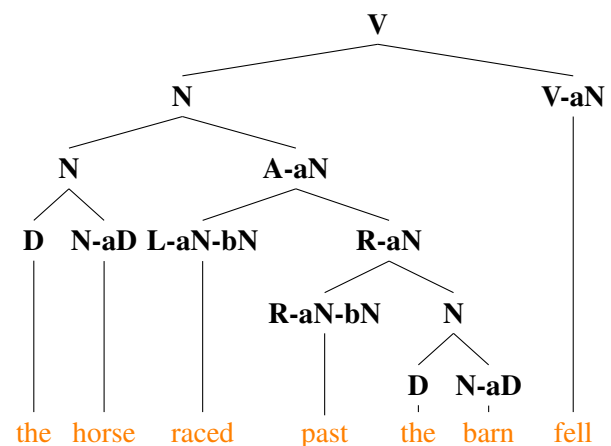 V
N V-aN
N A-aN
D N-aD L-aN-bN R-aN
R-aN-bN N
D N-aD
the horse raced past the barn fell